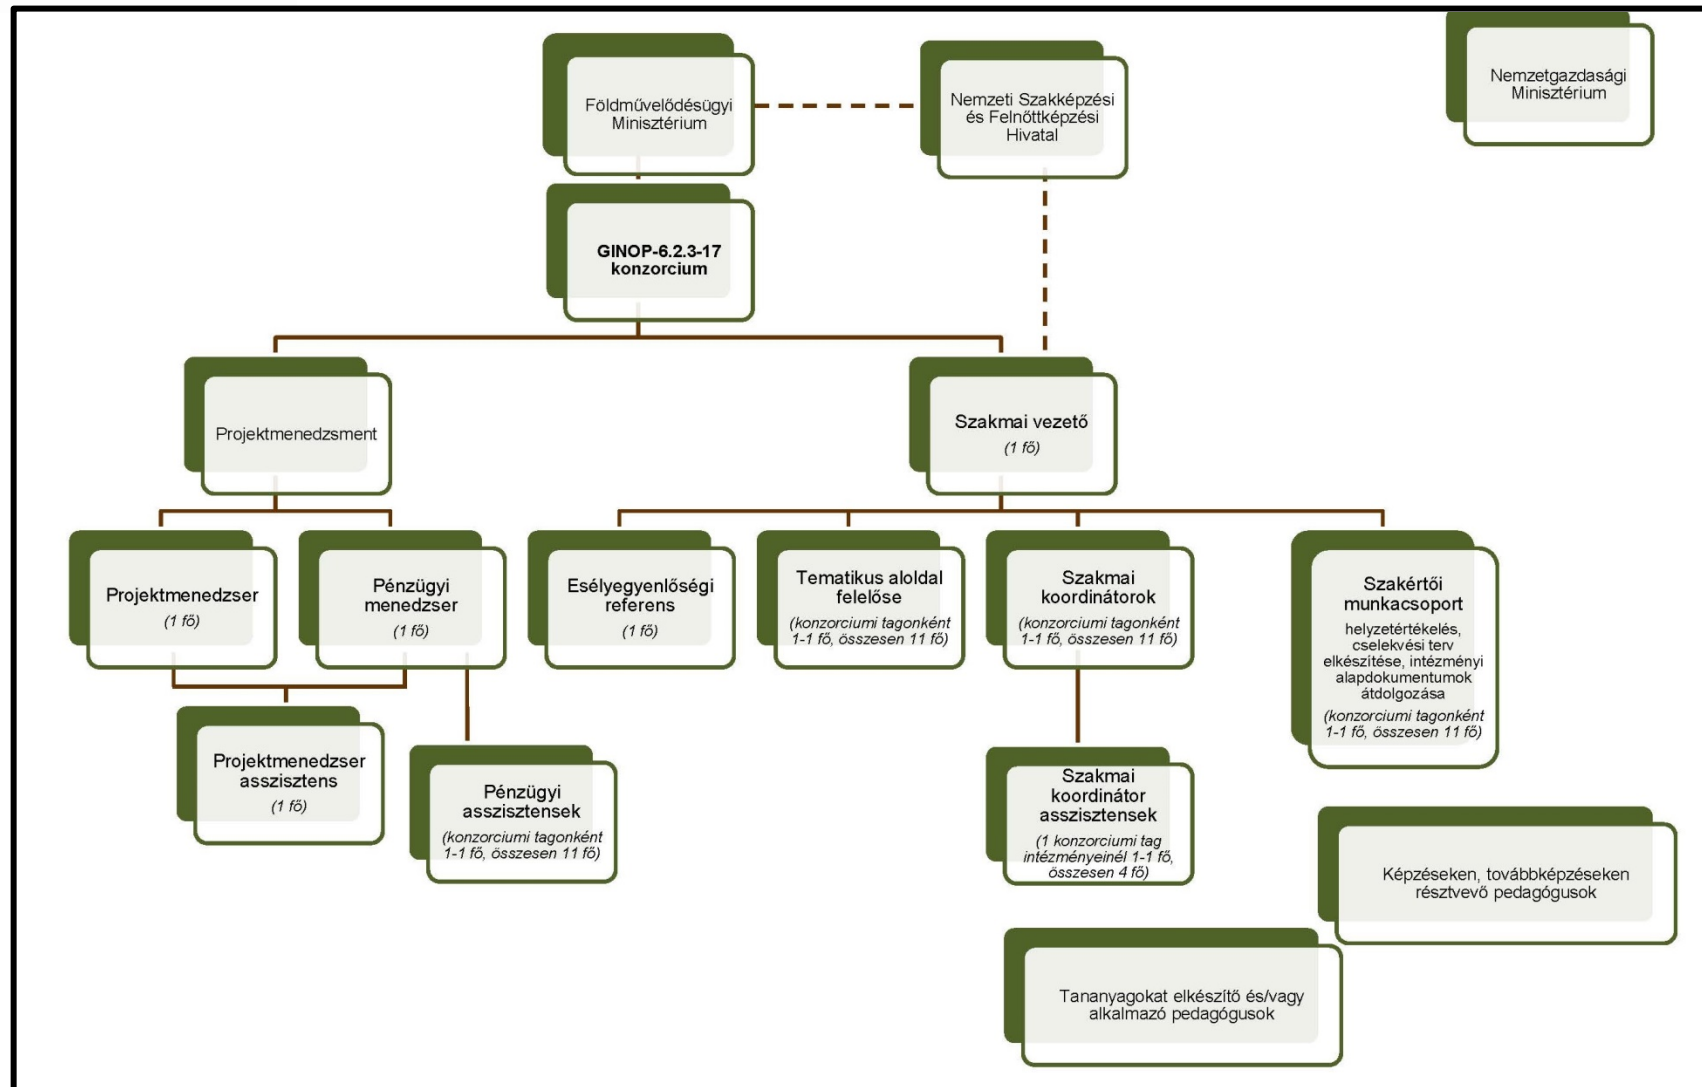 Földművelődésügyi
Minisztérium
Nemzeti Szakképzési
és Felnőttképzési
Hivatal
Nemzetgazdasági
Minisztérium
GINOP-6.2.3-17
konzorcium
Projektmenedzsment
Szakmai vezető
(1 fő)
Projektmenedzser
(1 fő)
Pénzügyi
menedzser
(1 fő)
Esélyegyenlőségi
referens
(1 fő)
Tematikus aloldal
felelőse
(konzorciumi tagonként
1-1 fő, összesen 11 fő)
Szakmai
koordinátorok
(konzorciumi tagonként
1-1 fő, összesen 11 fő)
Szakértői
munkacsoport
helyzetértékelés,
cselekvési terv
elkészítése, intézményi
alapdokumentumok
átdolgozása
(konzorciumi tagonként
1-1 fő, összesen 11 fő)
Projektmenedzser
asszisztens
(1 fő)
Pénzügyi
asszisztensek
(konzorciumi tagonként
1-1 fő, összesen 11 fő)
Szakmai
koordinátor
asszisztensek
(1 konzorciumi tag
intézményeinél 1-1 fő,
összesen 4 fő)
Képzéseken, továbbképzéseken
résztvevő pedagógusok
Tananyagokat elkészítő és/vagy
alkalmazó pedagógusok